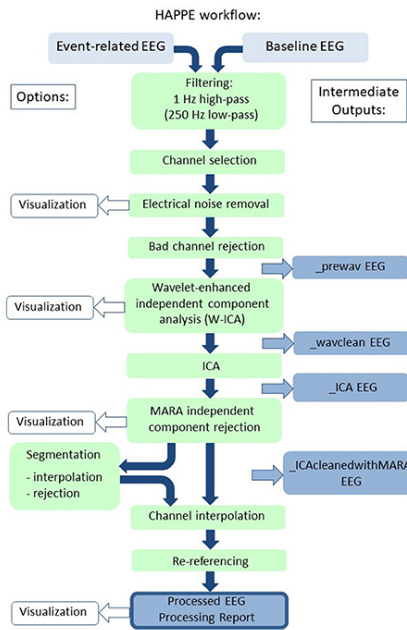 HAPPE workflow:
Event-related EEG
Baseline EEG
Options:
Filtering:
1 Hz high-pass
(250 Hz low-pass)
Intermediate
Outputs:
Channel selection
Visualization
Electrical noise removal
Bad channel rejection
_prewav EEG
Visualization
Wavelet-enhanced
independent component
analysis (W-ICA)
_wavclean EEG
ICA
_ICA EEG
Visualization
MARA independent
component rejection
Segmentation
- interpolation
- rejection
_ICAcleanedwithMARA
EEG
Channel interpolation
Re-referencing
Visualization
Processed EEG
Processing Report